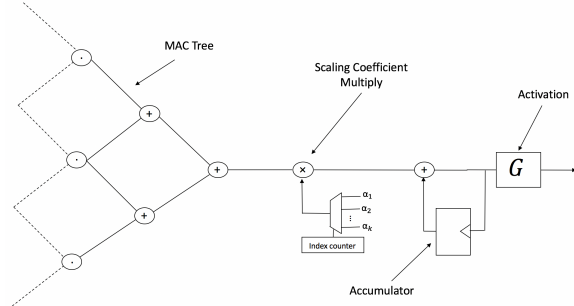 MAC Tree
Scaling Coefficient
Multiply
Activation
·
+
·
+
+
×
+
G
α1
α2
⋮
αk
·
Index counter
Accumulator